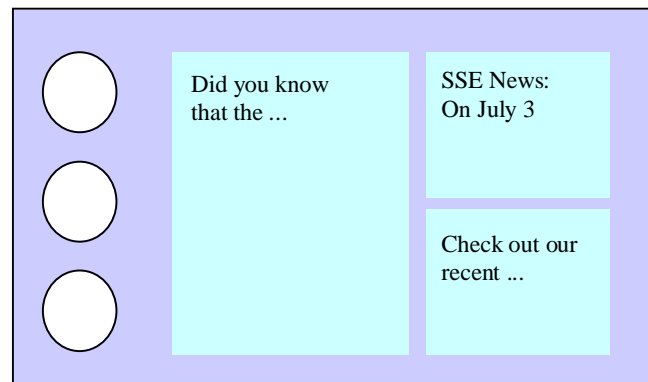 Did you know
that the ...
SSE News:
On July 3
Check out our
recent ...